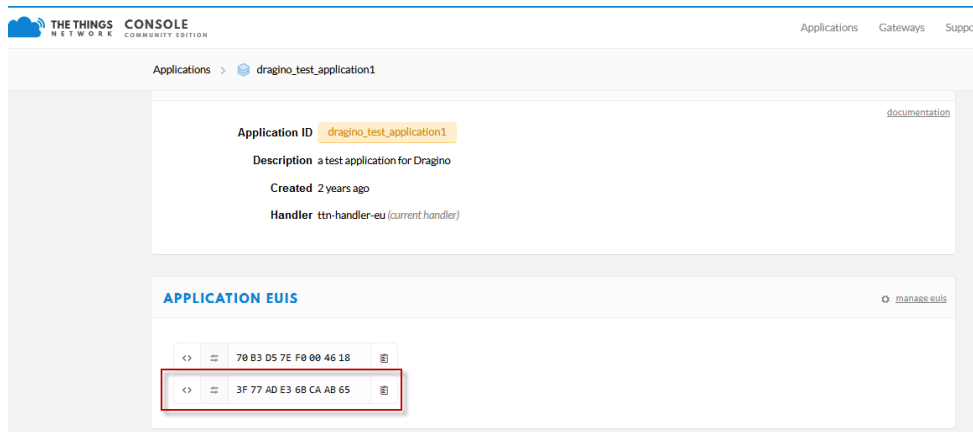 THE THINGS NETWORK CONSOLE COMMUNITY EDITION
Applications Gateways Suppo
Applications > dragino_test_application1
documentation
Application ID dragino_test_application1
Description a test application for Dragino
Created 2 years ago
Handler ttn-handler-eu (current handler)
APPLICATION EUIS
manage euis
<> 70 B3 D5 7E F0 00 46 18
<> 3F 77 AD E3 6B CA AB 65